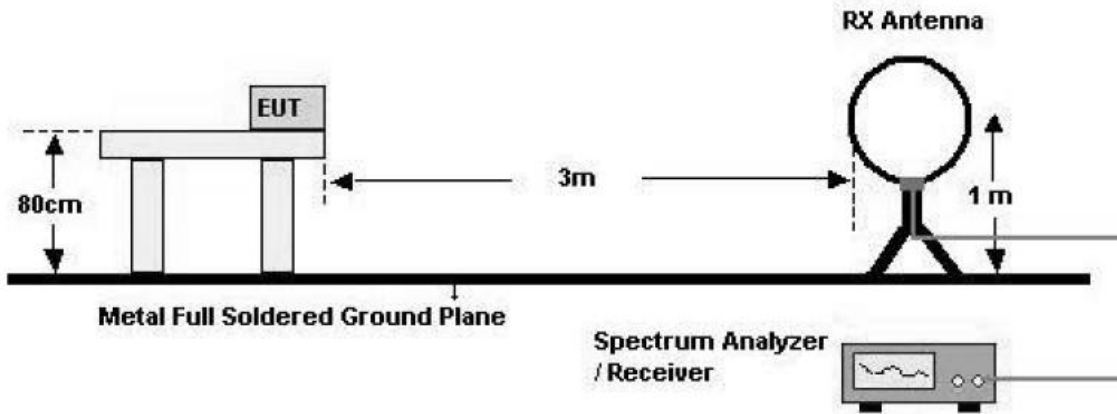 RX Antenna
EUT
80cm
3m
1 m
Metal Full Soldered Ground Plane
Spectrum Analyzer
/ Receiver